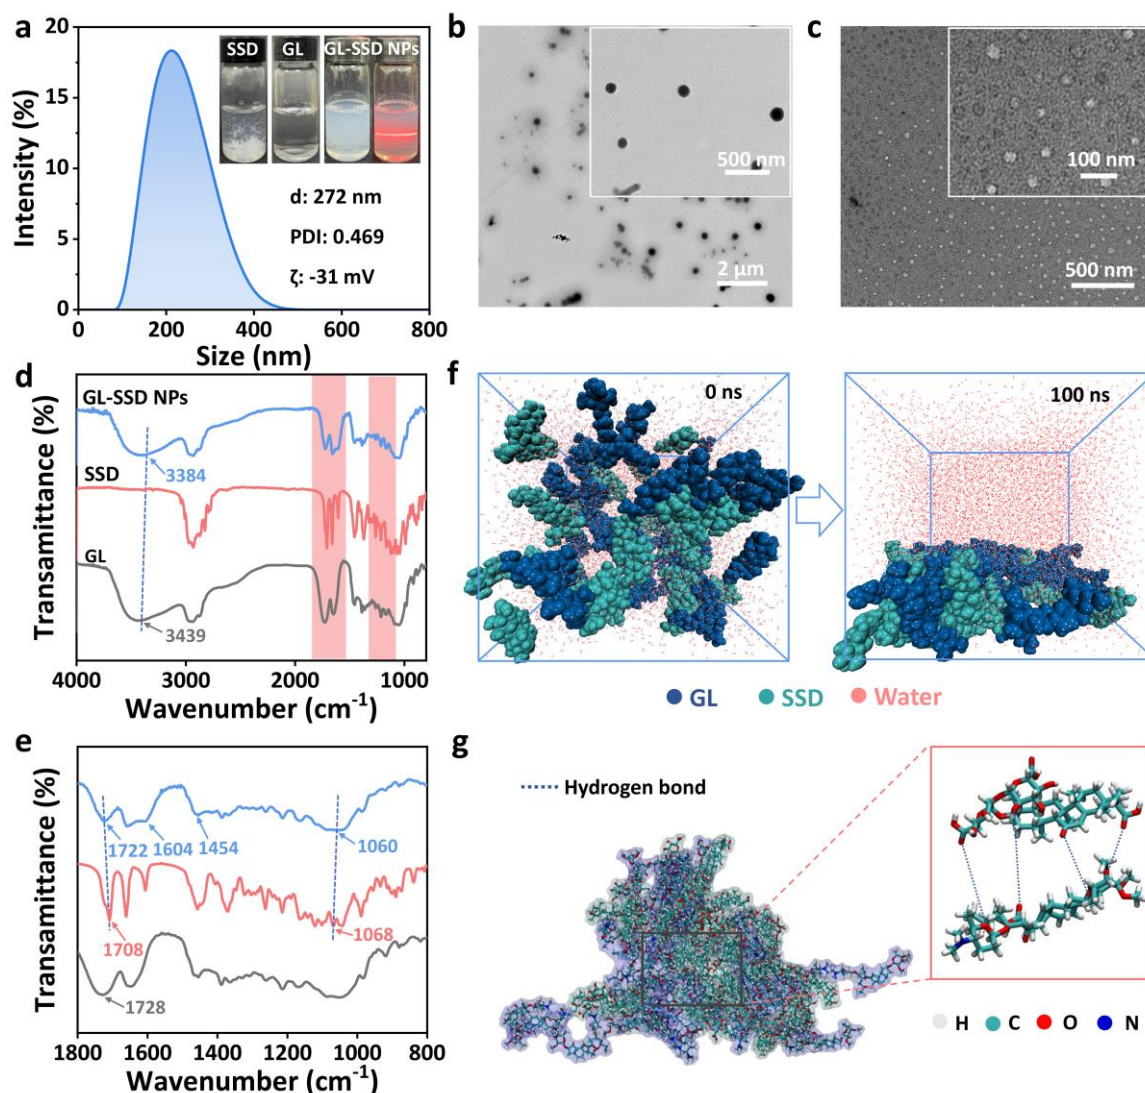 a
20
15
10
5
0
Intensity (%)
SSD GL GL-SSD NPs
d: 272 nm
PDI: 0.469
ζ: -31 mV
0 200 400 600 800
Size (nm)
b
500 nm
2 μm
c
100 nm
500 nm
d
Transamittance (%)
GL-SSD NPs
3384
SSD
GL
3439
4000 3000 2000 1000
Wavenumber (cm⁻¹)
e
Transamittance (%)
1722 1604 1454 1060
1708 1068
1728
1800 1600 1400 1200 1000 800
Wavenumber (cm⁻¹)
f
0 ns
100 ns
GL SSD Water
g
Hydrogen bond
H C O N